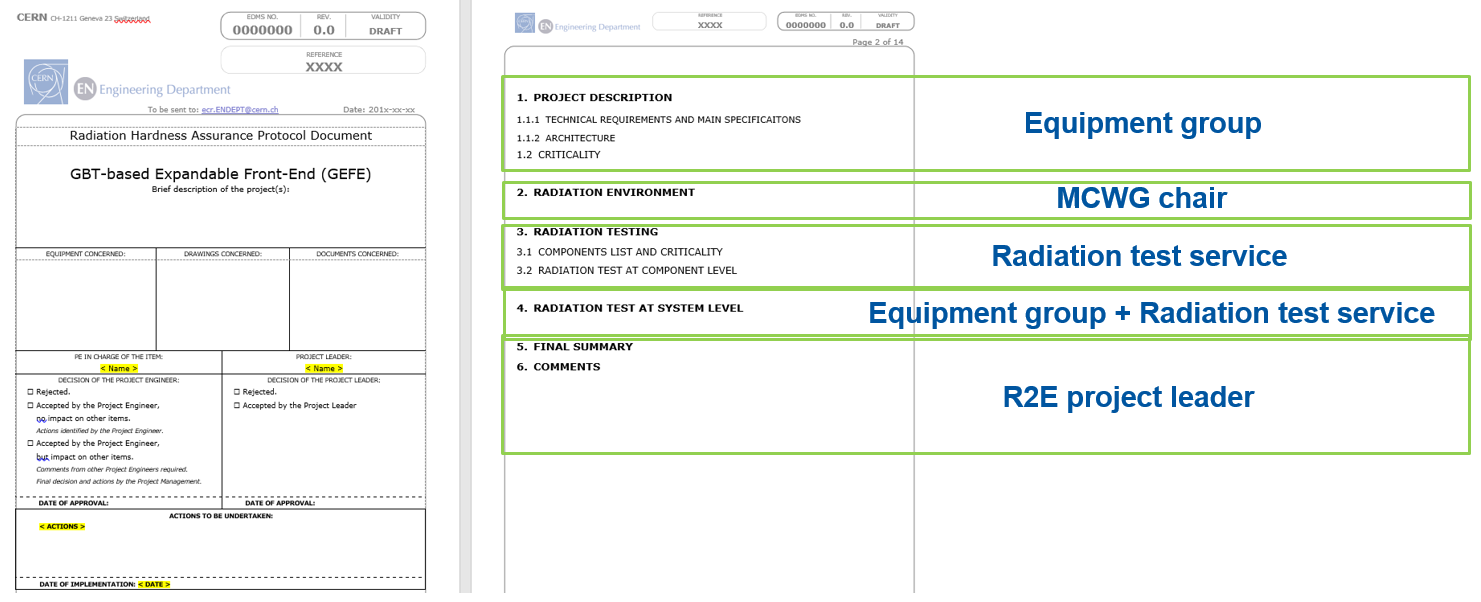 CERN CH-1211 Geneva 23 Switzerland
EDMS NO. REV. VALIDITY
0000000 0.0 DRAFT
REFERENCE
XXXX
CERN
EN Engineering Department
To be sent to: ecr.ENDEPT@cern.ch Date: 201x-xx-xx
Radiation Hardness Assurance Protocol Document
GBT-based Expandable Front-End (GEFE)
Brief description of the project(s):
EQUIPMENT CONCERNED: DRAWINGS CONCERNED: DOCUMENTS CONCERNED:
PE IN CHARGE OF THE ITEM: PROJECT LEADER:
< Name > < Name >
DECISION OF THE PROJECT ENGINEER: DECISION OF THE PROJECT LEADER:
☐ Rejected. ☐ Rejected.
☐ Accepted by the Project Engineer, ☐ Accepted by the Project Leader
no impact on other items.
Actions identified by the Project Engineer.
☐ Accepted by the Project Engineer,
but impact on other items.
Comments from other Project Engineers required.
Final decision and actions by the Project Management.
DATE OF APPROVAL: DATE OF APPROVAL:
ACTIONS TO BE UNDERTAKEN:
< ACTIONS >
DATE OF IMPLEMENTATION: < DATE >
EN Engineering Department
REFERENCE
XXXX
EDMS NO. REV. VALIDITY
0000000 0.0 DRAFT
Page 2 of 14
1. PROJECT DESCRIPTION
1.1.1 TECHNICAL REQUIREMENTS AND MAIN SPECIFICAITONS
1.1.2 ARCHITECTURE
1.2 CRITICALITY
Equipment group
2. RADIATION ENVIRONMENT
MCWG chair
3. RADIATION TESTING
3.1 COMPONENTS LIST AND CRITICALITY
3.2 RADIATION TEST AT COMPONENT LEVEL
Radiation test service
4. RADIATION TEST AT SYSTEM LEVEL
Equipment group + Radiation test service
5. FINAL SUMMARY
6. COMMENTS
R2E project leader